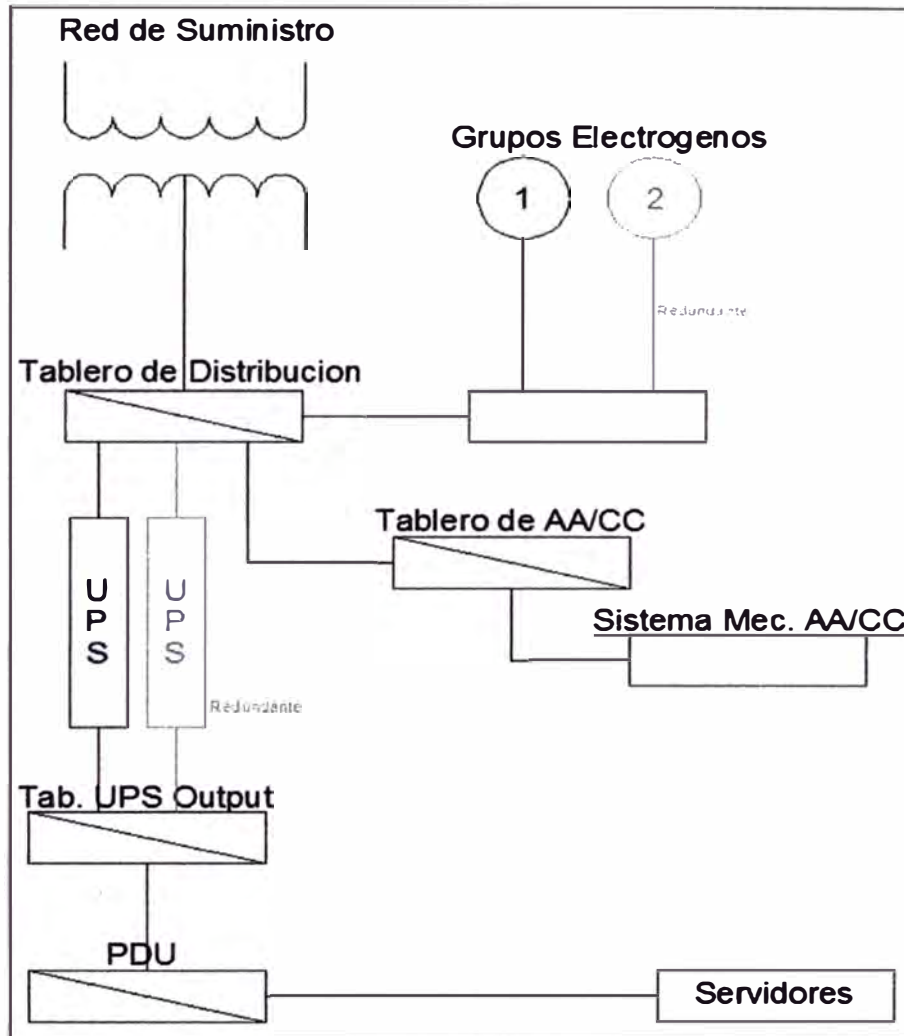 Red de Suministro
Grupos Electrogenos
1
2
Redundante
Tablero de Distribucion
Tablero de AA/CC
U
P
S
U
P
S
Sistema Mec. AA/CC
Redundante
Tab. UPS Output
PDU
Servidores